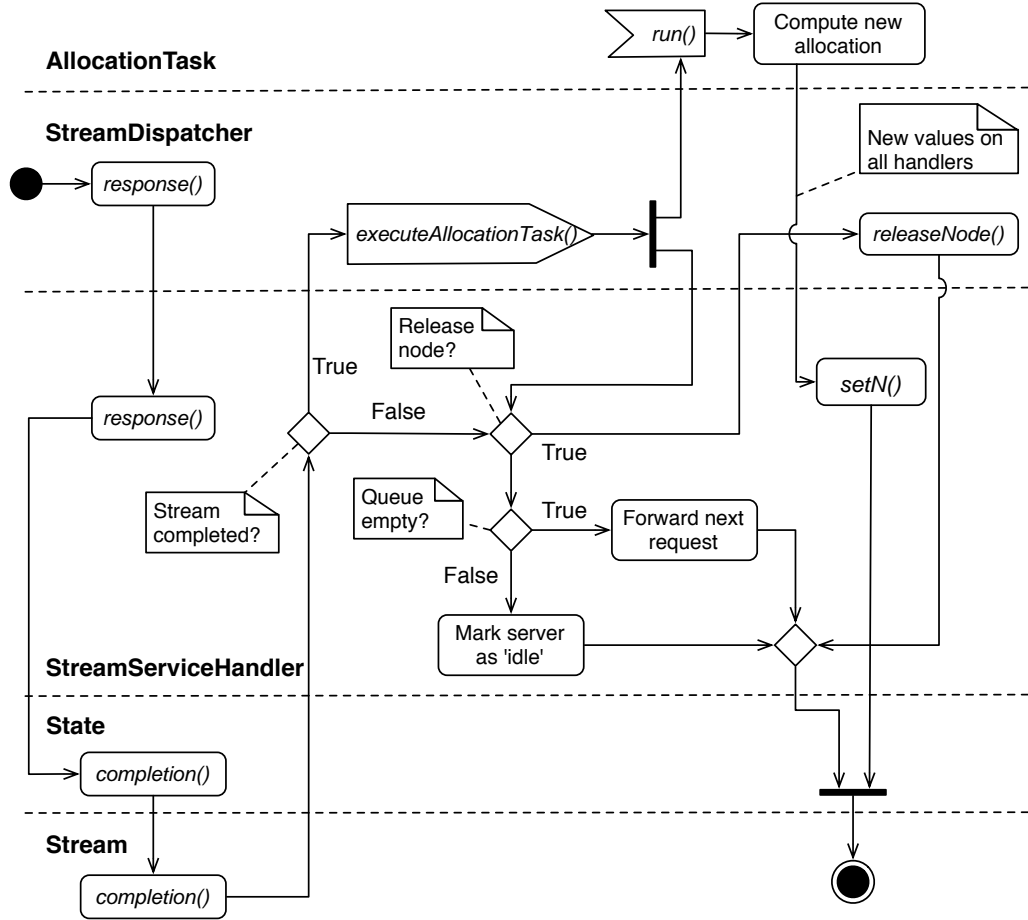 run()
Compute new
allocation
AllocationTask
StreamDispatcher
New values on
all handlers
response()
executeAllocationTask()
releaseNode()
Release
node?
True
setN()
response()
False
True
Stream
completed?
Queue
empty?
True
Forward next
request
False
Mark server
as 'idle'
StreamServiceHandler
State
completion()
Stream
completion()